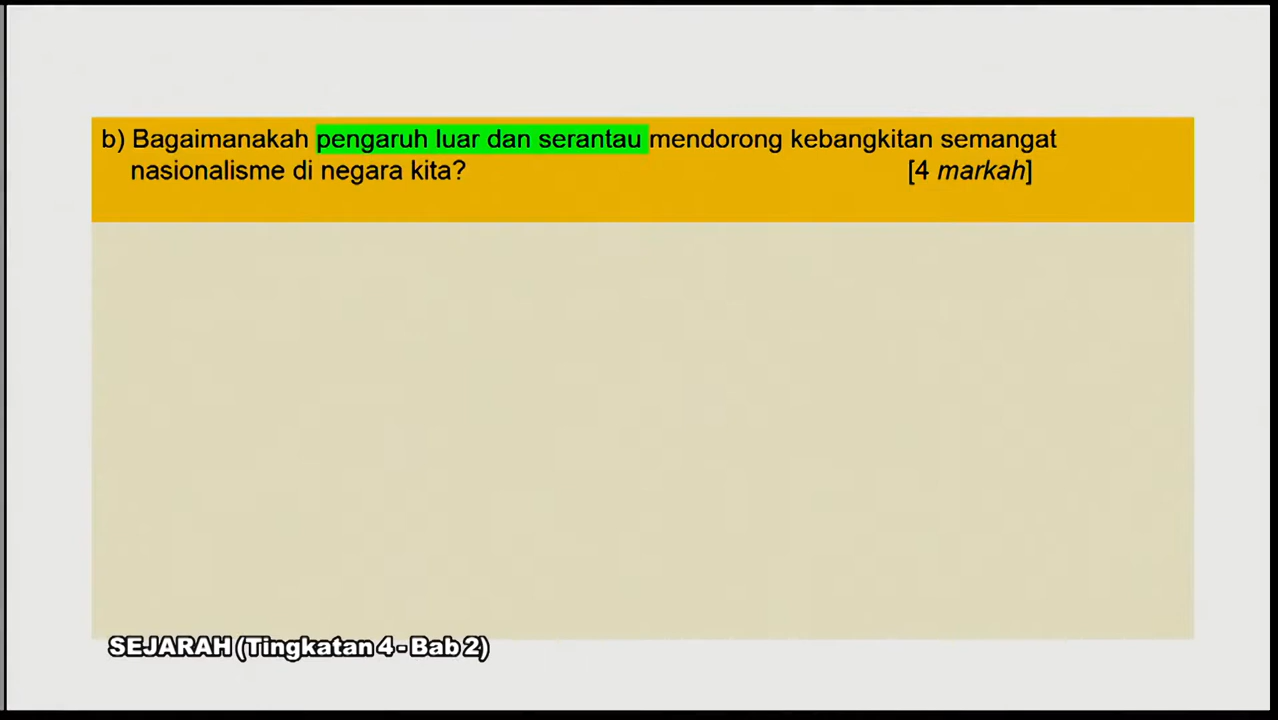 b) Bagaimanakah pengaruh luar dan serantau mendorong kebangkitan semangat
nasionalisme di negara kita? [4 markah]
SEJARAH (Tingkatan 4 - Bab 2)